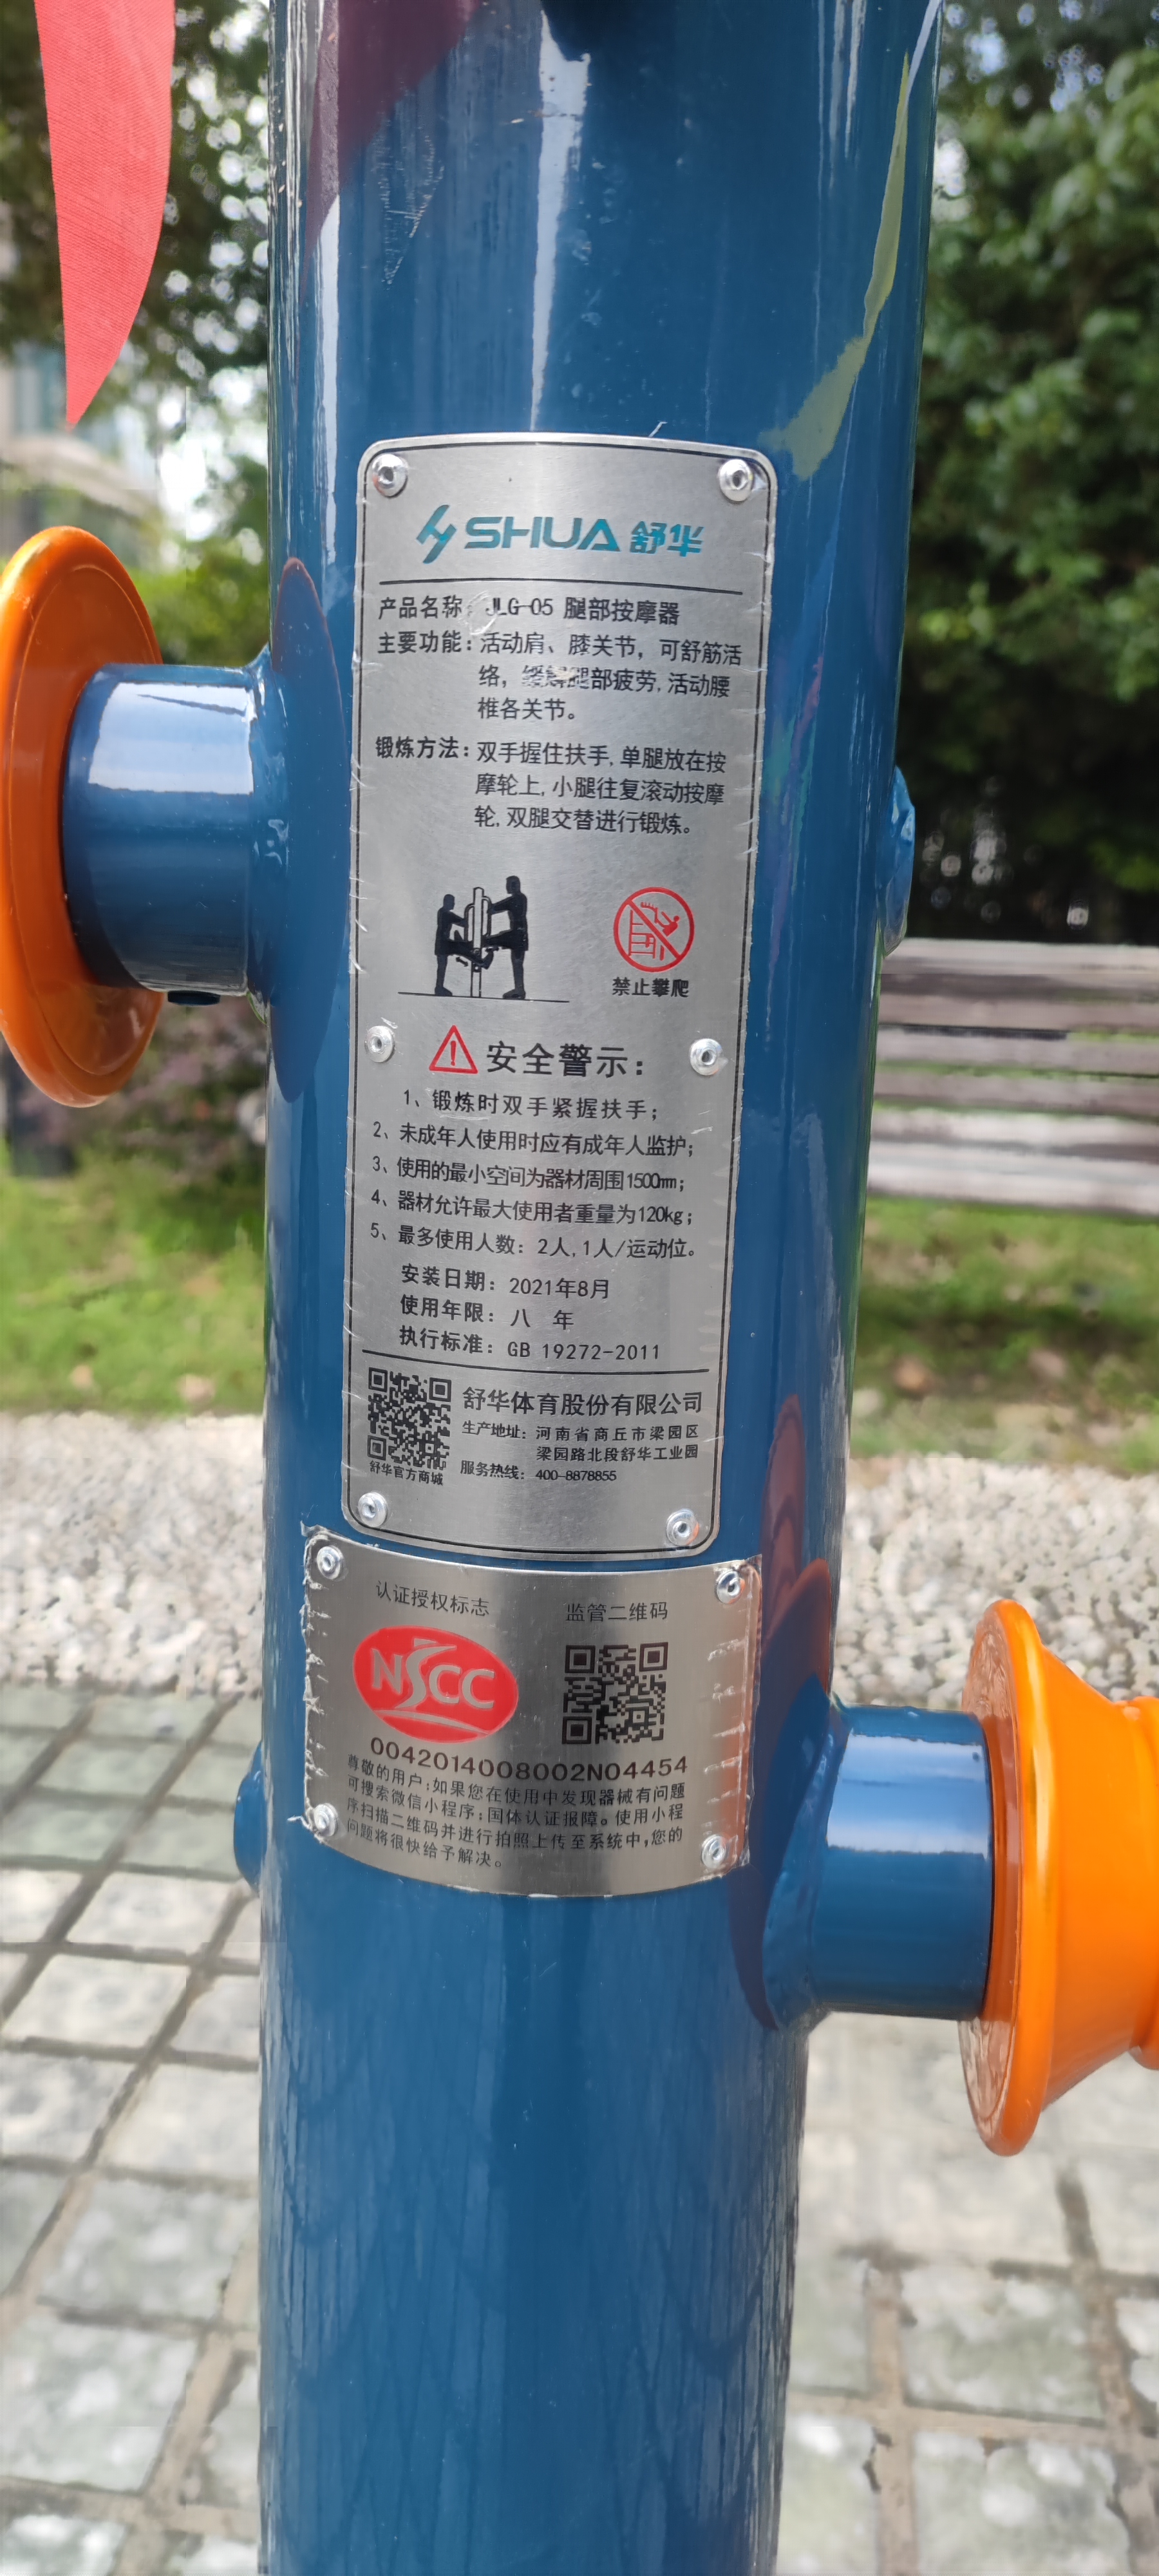 SHUA 舒华
产品名称：JLG-05 腿部按摩器
主要功能：活动肩、膝关节，可舒筋活
络，缓解腿部疲劳,活动腰
椎各关节。
锻炼方法：双手握住扶手,单腿放在按
摩轮上,小腿往复滚动按摩
轮,双腿交替进行锻炼。
禁止攀爬
安全警示：
1、锻炼时双手紧握扶手；
2、未成年人使用时应有成年人监护；
3、使用的最小空间为器材周围1500mm；
4、器材允许最大使用者重量为120kg；
5、最多使用人数：2人,1人/运动位。
安装日期：2021年8月
使用年限：八 年
执行标准：GB 19272-2011
舒华体育股份有限公司
生产地址：河南省商丘市梁园区
梁园路北段舒华工业园
舒华官方商城
服务热线：400-8878855
认证授权标志 监管二维码
NSCC
0042014008002N04454
尊敬的用户:如果您在使用中发现器械有问题
可搜索微信小程序:国体认证报障。使用小程
序扫描二维码并进行拍照上传至系统中,您的
问题将很快给予解决。